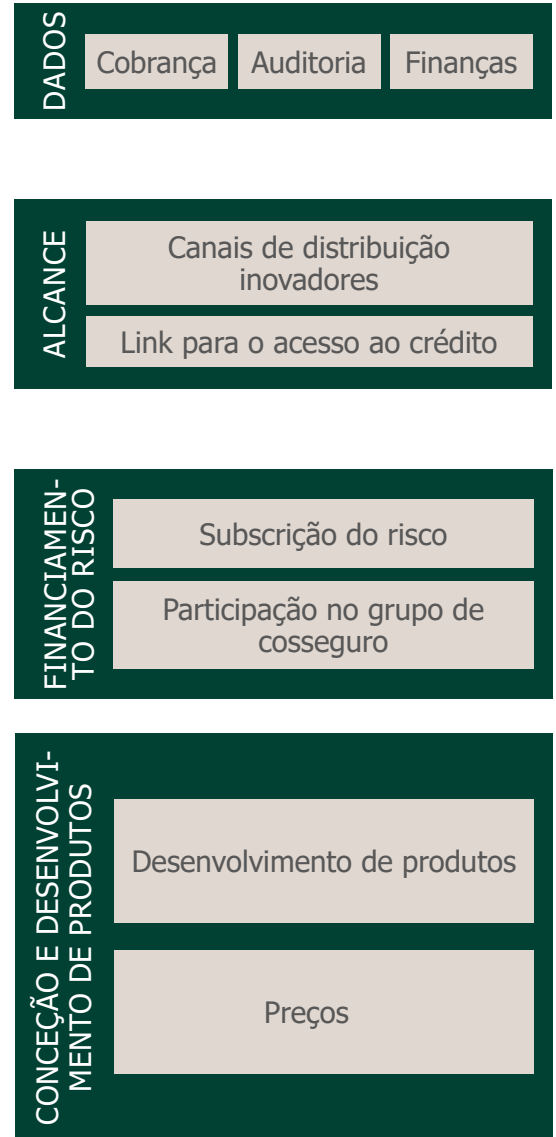 DADOS
Cobrança
Auditoria
Finanças
ALCANCE
Canais de distribuição
inovadores
Link para o acesso ao crédito
FINANCIAMEN-
TO DO RISCO
Subscrição do risco
Participação no grupo de
cosseguro
CONCEÇÃO E DESENVOLVI-
MENTO DE PRODUTOS
Desenvolvimento de produtos
Preços